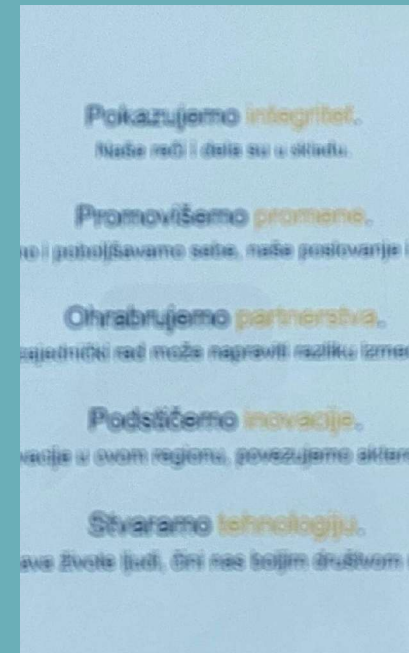 Pokazujemo integritet.
Naše reči i dela su u skladu.
Promovišemo promene.
i poboljšavamo sebe, naše poslovanje i
Ohrabrujemo partnerstva.
zajednički rad može napraviti razliku
Podstičemo inovacije.
u svom regionu, povezujemo
Stvaramo tehnologiju.
živote ljudi, čini nas boljim društvom